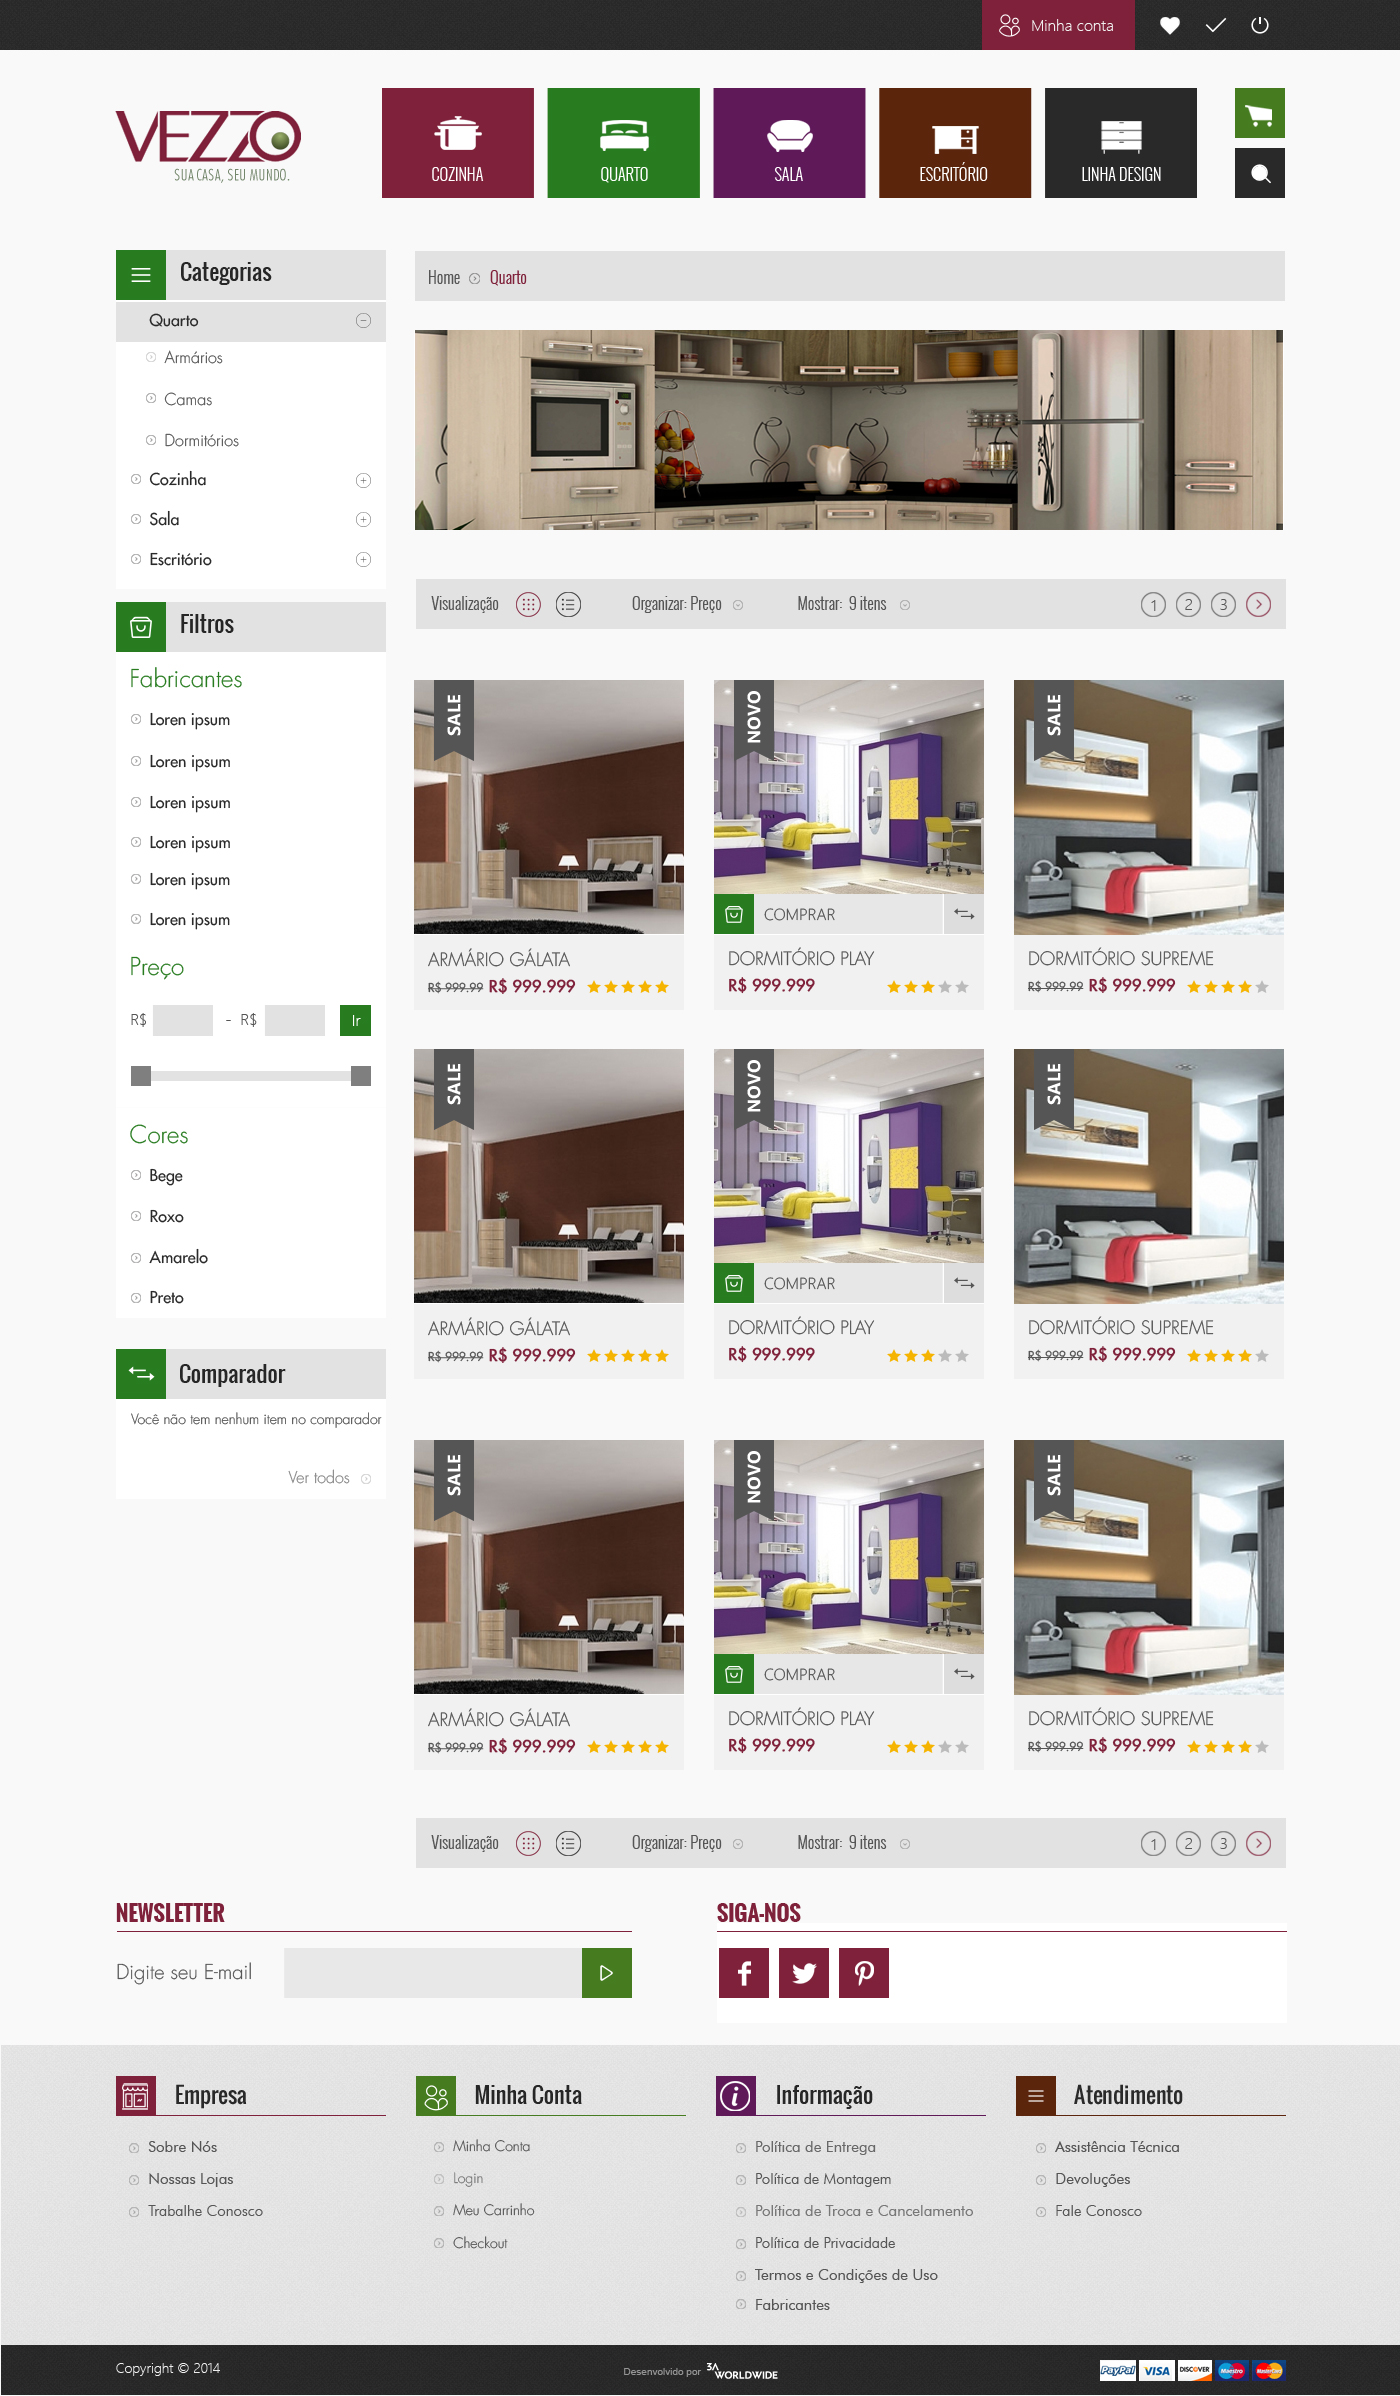 Minha conta
VEZZO
SUA CASA, SEU MUNDO.
COZINHA
QUARTO
SALA
ESCRITÓRIO
LINHA DESIGN
Categorias
Quarto
Armários
Camas
Dormitórios
Cozinha
Sala
Escritório
Filtros
Fabricantes
Loren ipsum
Loren ipsum
Loren ipsum
Loren ipsum
Loren ipsum
Loren ipsum
Preço
R$ - R$ Ir
Cores
Bege
Roxo
Amarelo
Preto
Comparador
Você não tem nenhum item no comparador
Ver todos
Home Quarto
Visualização Organizar: Preço Mostrar: 9 itens 1 2 3
SALE
ARMÁRIO GÁLATA
R$ 999.99 R$ 999.999
NOVO
COMPRAR
DORMITÓRIO PLAY
R$ 999.999
SALE
DORMITÓRIO SUPREME
R$ 999.99 R$ 999.999
SALE
ARMÁRIO GÁLATA
R$ 999.99 R$ 999.999
NOVO
COMPRAR
DORMITÓRIO PLAY
R$ 999.999
SALE
DORMITÓRIO SUPREME
R$ 999.99 R$ 999.999
SALE
ARMÁRIO GÁLATA
R$ 999.99 R$ 999.999
NOVO
COMPRAR
DORMITÓRIO PLAY
R$ 999.999
SALE
DORMITÓRIO SUPREME
R$ 999.99 R$ 999.999
Visualização Organizar: Preço Mostrar: 9 itens 1 2 3
NEWSLETTER
Digite seu E-mail
SIGA-NOS
Empresa
Sobre Nós
Nossas Lojas
Trabalhe Conosco
Minha Conta
Minha Conta
Login
Meu Carrinho
Checkout
Informação
Política de Entrega
Política de Montagem
Política de Troca e Cancelamento
Política de Privacidade
Termos e Condições de Uso
Fabricantes
Atendimento
Assistência Técnica
Devoluções
Fale Conosco
Copyright © 2014
Desenvolvido por 3A WORLDWIDE
PayPal VISA DISCOVER Maestro MasterCard